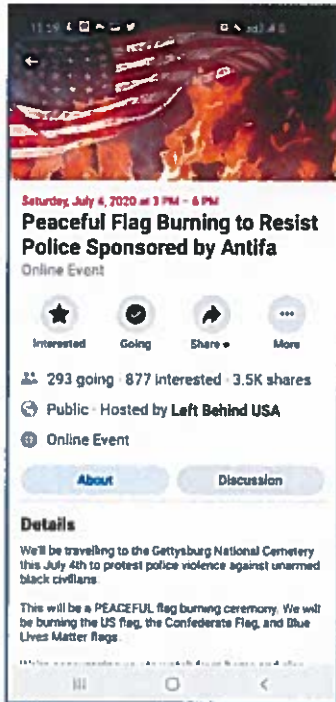 Saturday, July 4, 2020 at 3 PM – 6 PM
Peaceful Flag Burning to Resist
Police Sponsored by Antifa
Online Event
Interested
Going
Share
More
293 going · 877 interested · 3.5K shares
Public · Hosted by Left Behind USA
Online Event
About
Discussion
Details
We'll be travelling to the Gettysburg National Cemetery
this July 4th to protest police violence against unarmed
black civilians.
This will be a PEACEFUL flag burning ceremony. We will
be burning the US flag, the Confederate Flag, and Blue
Lives Matter flags.